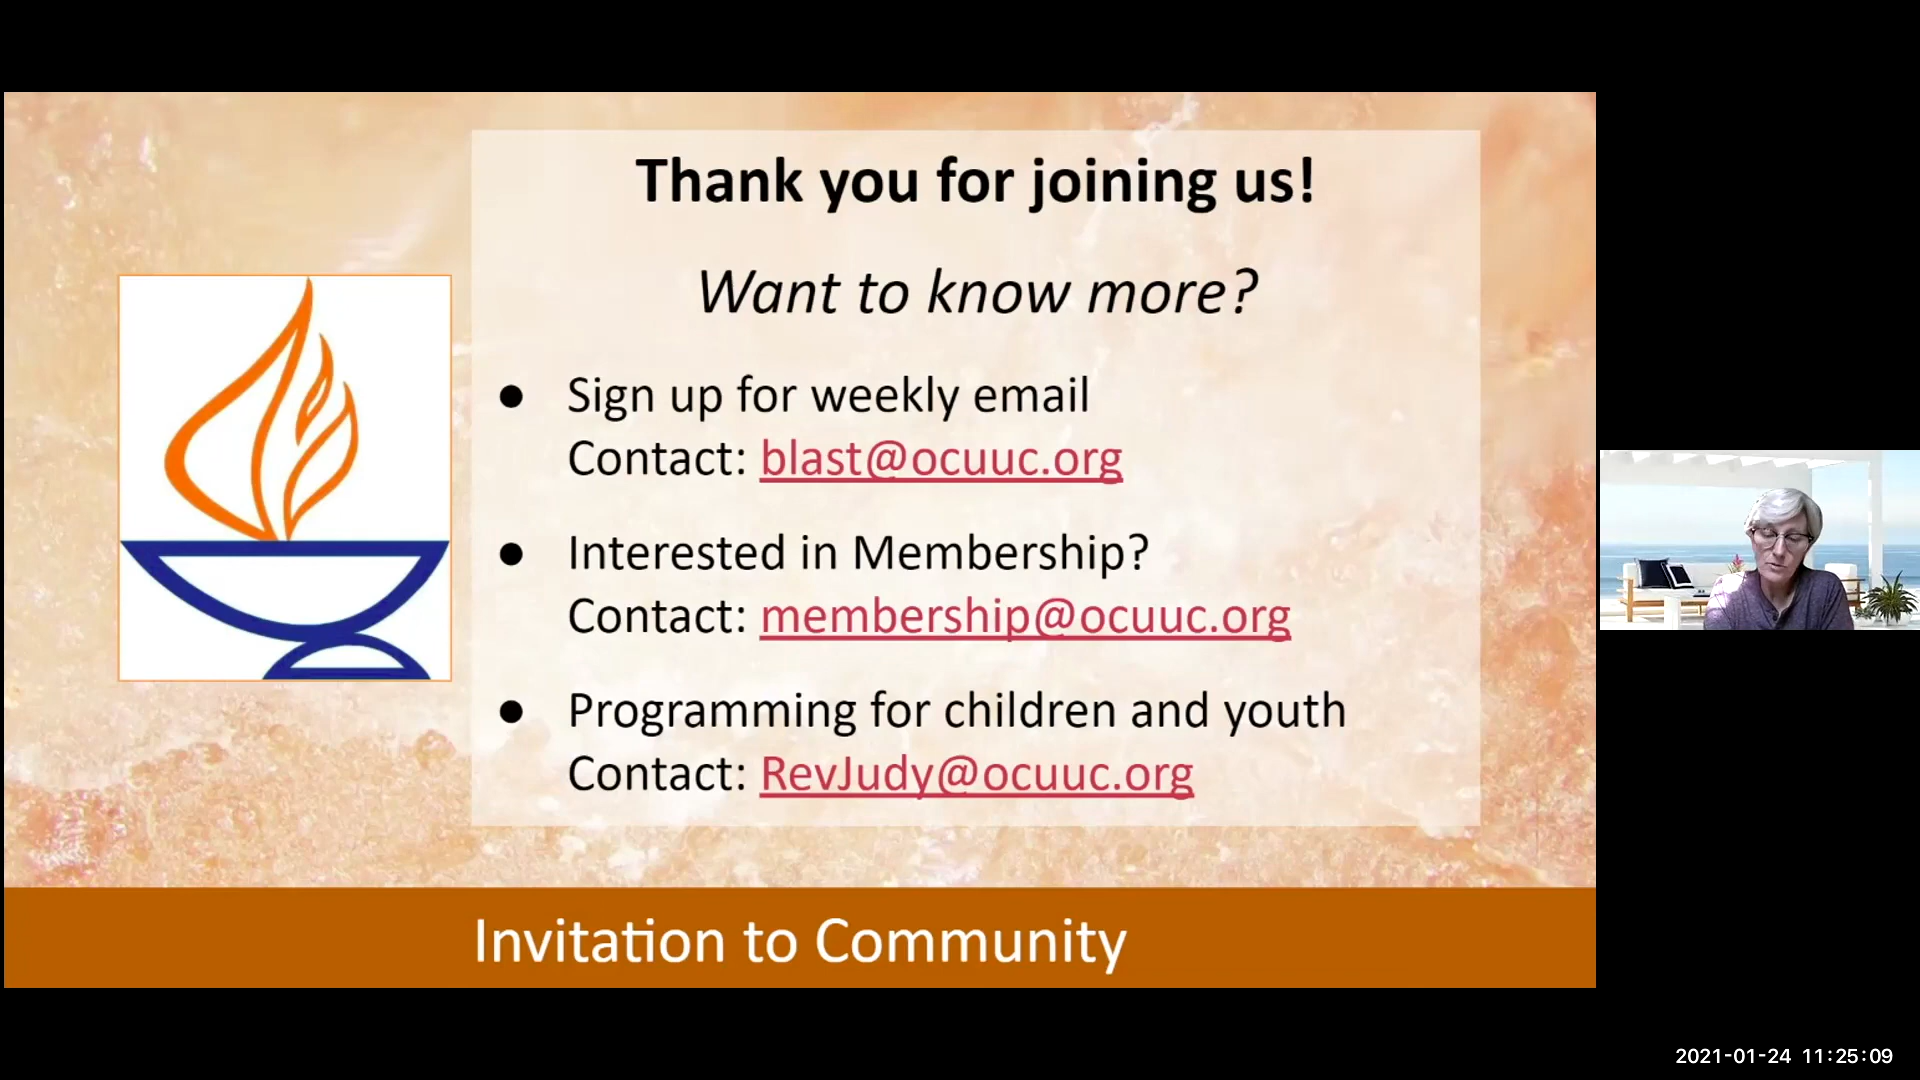 Thank you for joining us!
Want to know more?
● Sign up for weekly email
Contact: blast@ocuuc.org
● Interested in Membership?
Contact: membership@ocuuc.org
● Programming for children and youth
Contact: RevJudy@ocuuc.org
Invitation to Community
2021-01-24 11:25:09